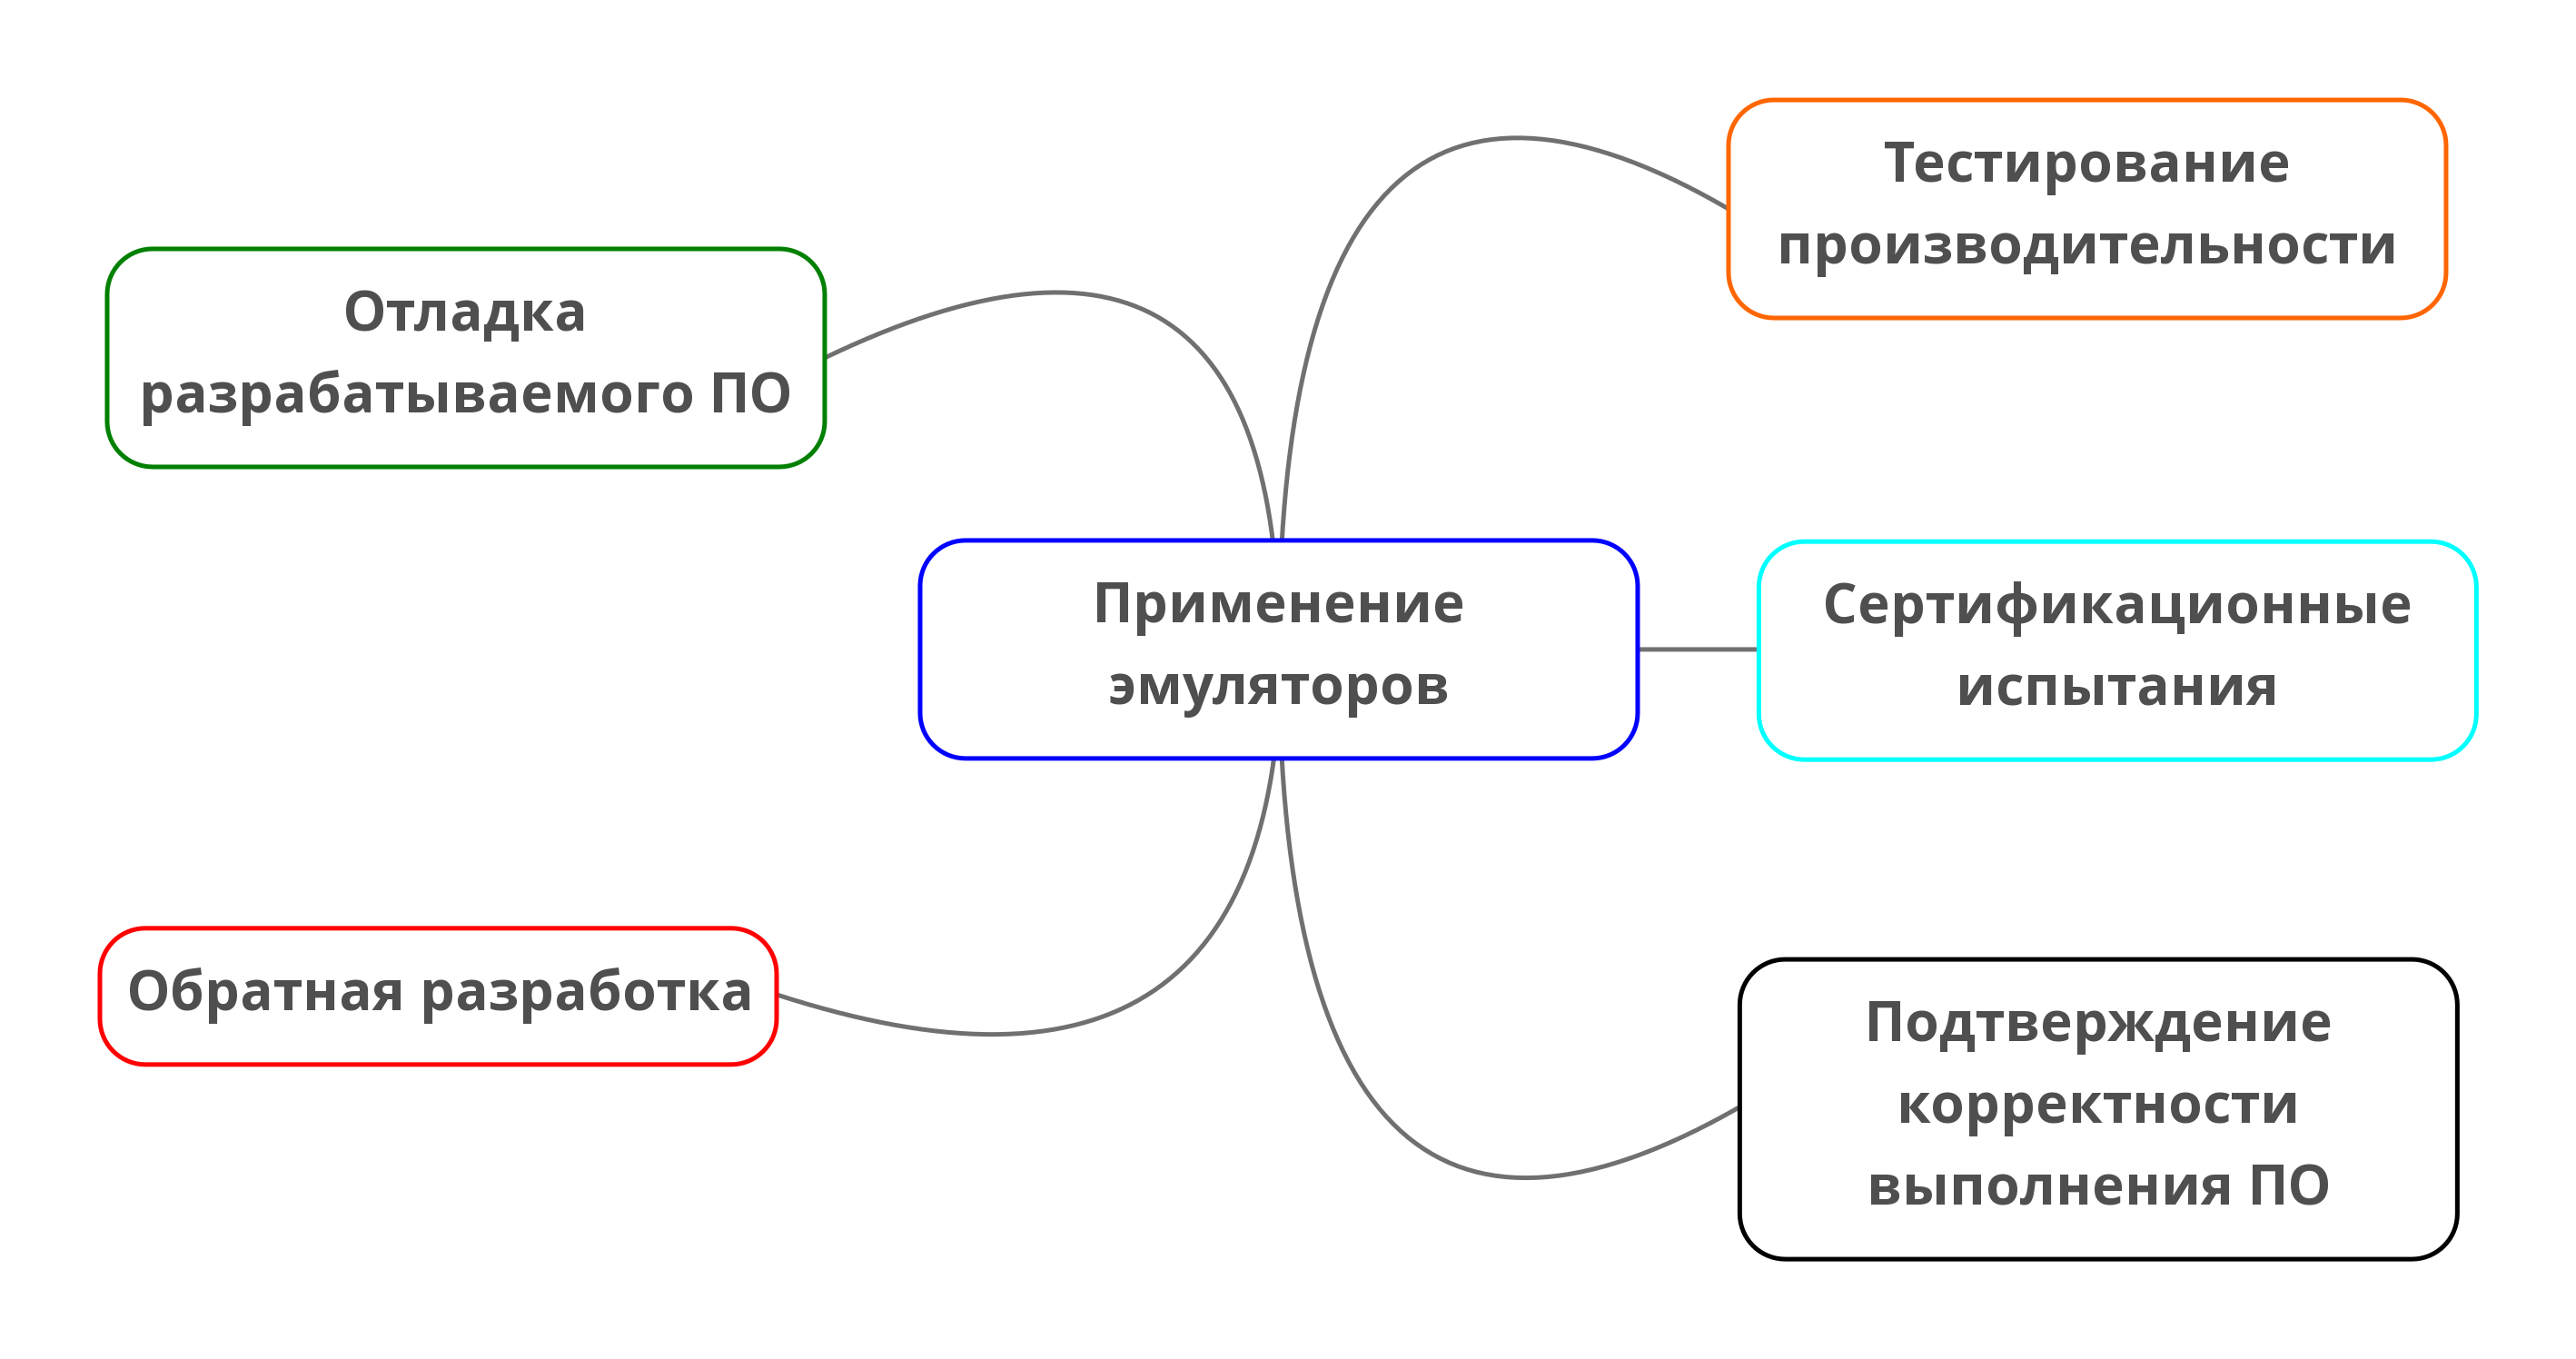 Тестирование
производительности
Отладка
разрабатываемого ПО
Применение
эмуляторов
Сертификационные
испытания
Обратная разработка
Подтверждение
корректности
выполнения ПО